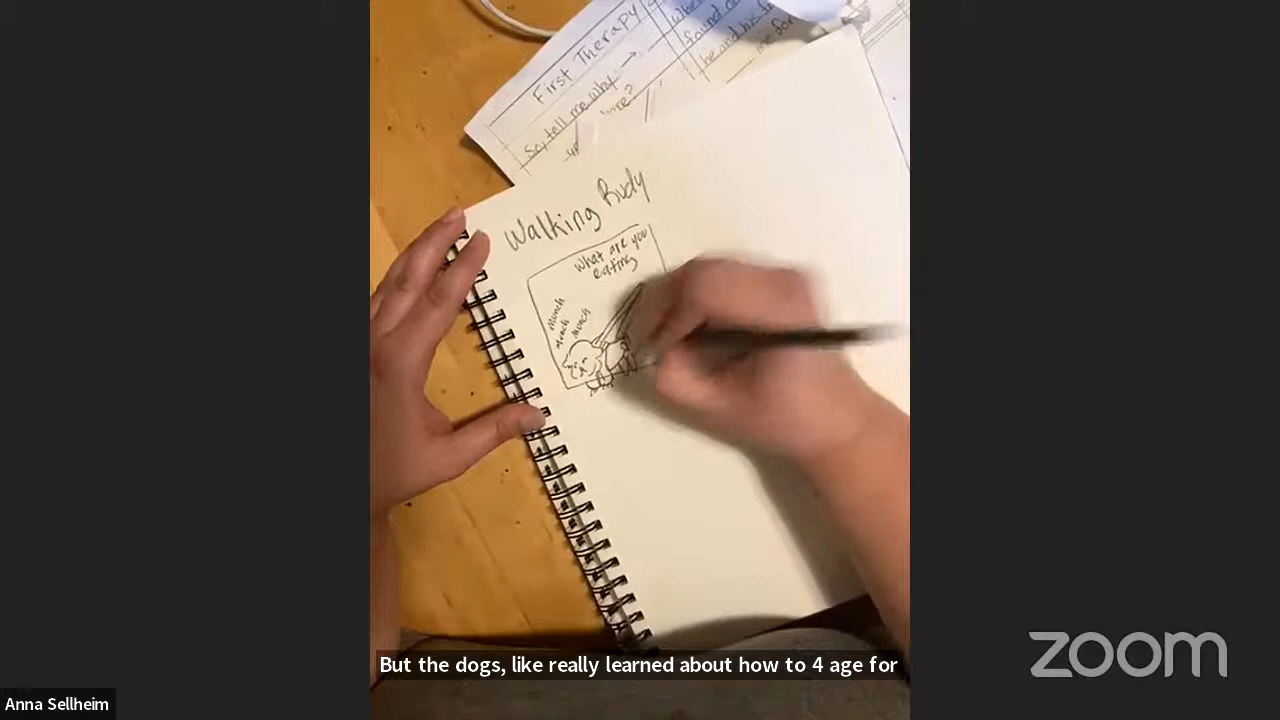 First Therapy
So, tell me why
Walking Rudy
What are you
eating
Munch
Munch
Munch
But the dogs, like really learned about how to 4 age for
Anna Sellheim
zoom